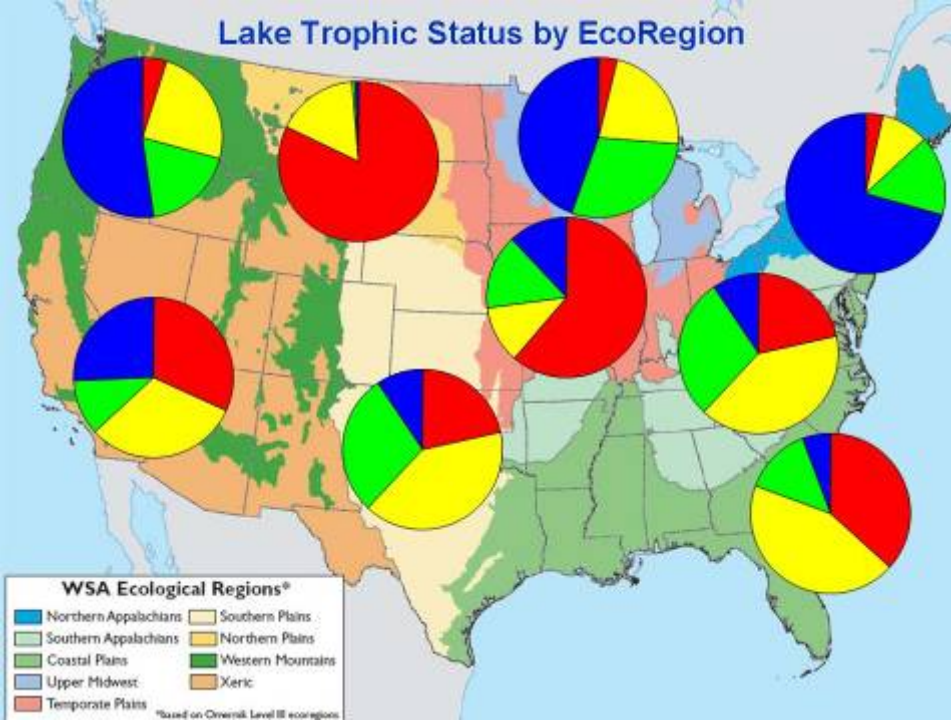 Lake Trophic Status by EcoRegion
WSA Ecological Regions*
Northern Appalachians
Southern Plains
Southern Appalachians
Northern Plains
Coastal Plains
Western Mountains
Upper Midwest
Xeric
Temporate Plains
*based on Omernik Level III ecoregions